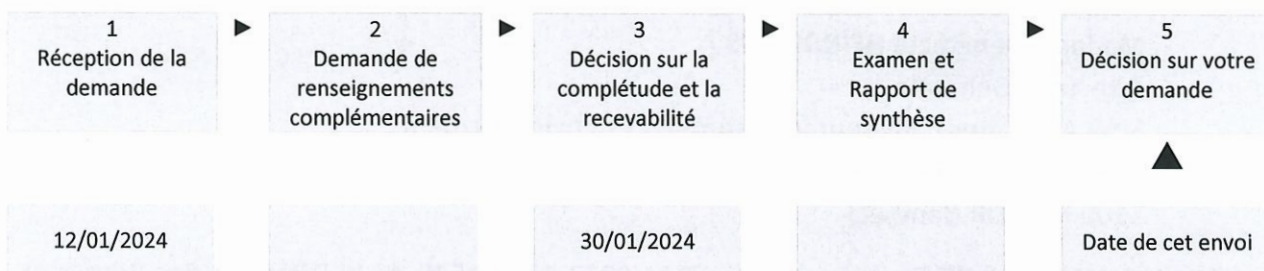 1
Réception de la
demande
2
Demande de
renseignements
complémentaires
3
Décision sur la
complétude et la
recevabilité
4
Examen et
Rapport de
synthèse
5
Décision sur votre
demande
12/01/2024
30/01/2024
Date de cet envoi